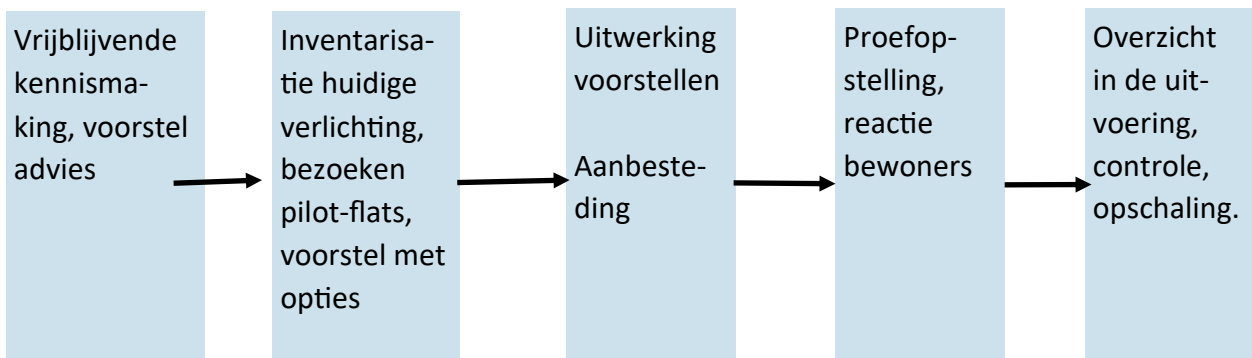 Vrijblijvende
kennisma-
king, voorstel
advies
Inventarisa-
tie huidige
verlichting,
bezoeken
pilot-flats,
voorstel met
opties
Uitwerking
voorstellen
Aanbeste-
ding
Proefop-
stelling,
reactie
bewoners
Overzicht
in de uit-
voering,
controle,
opschaling.